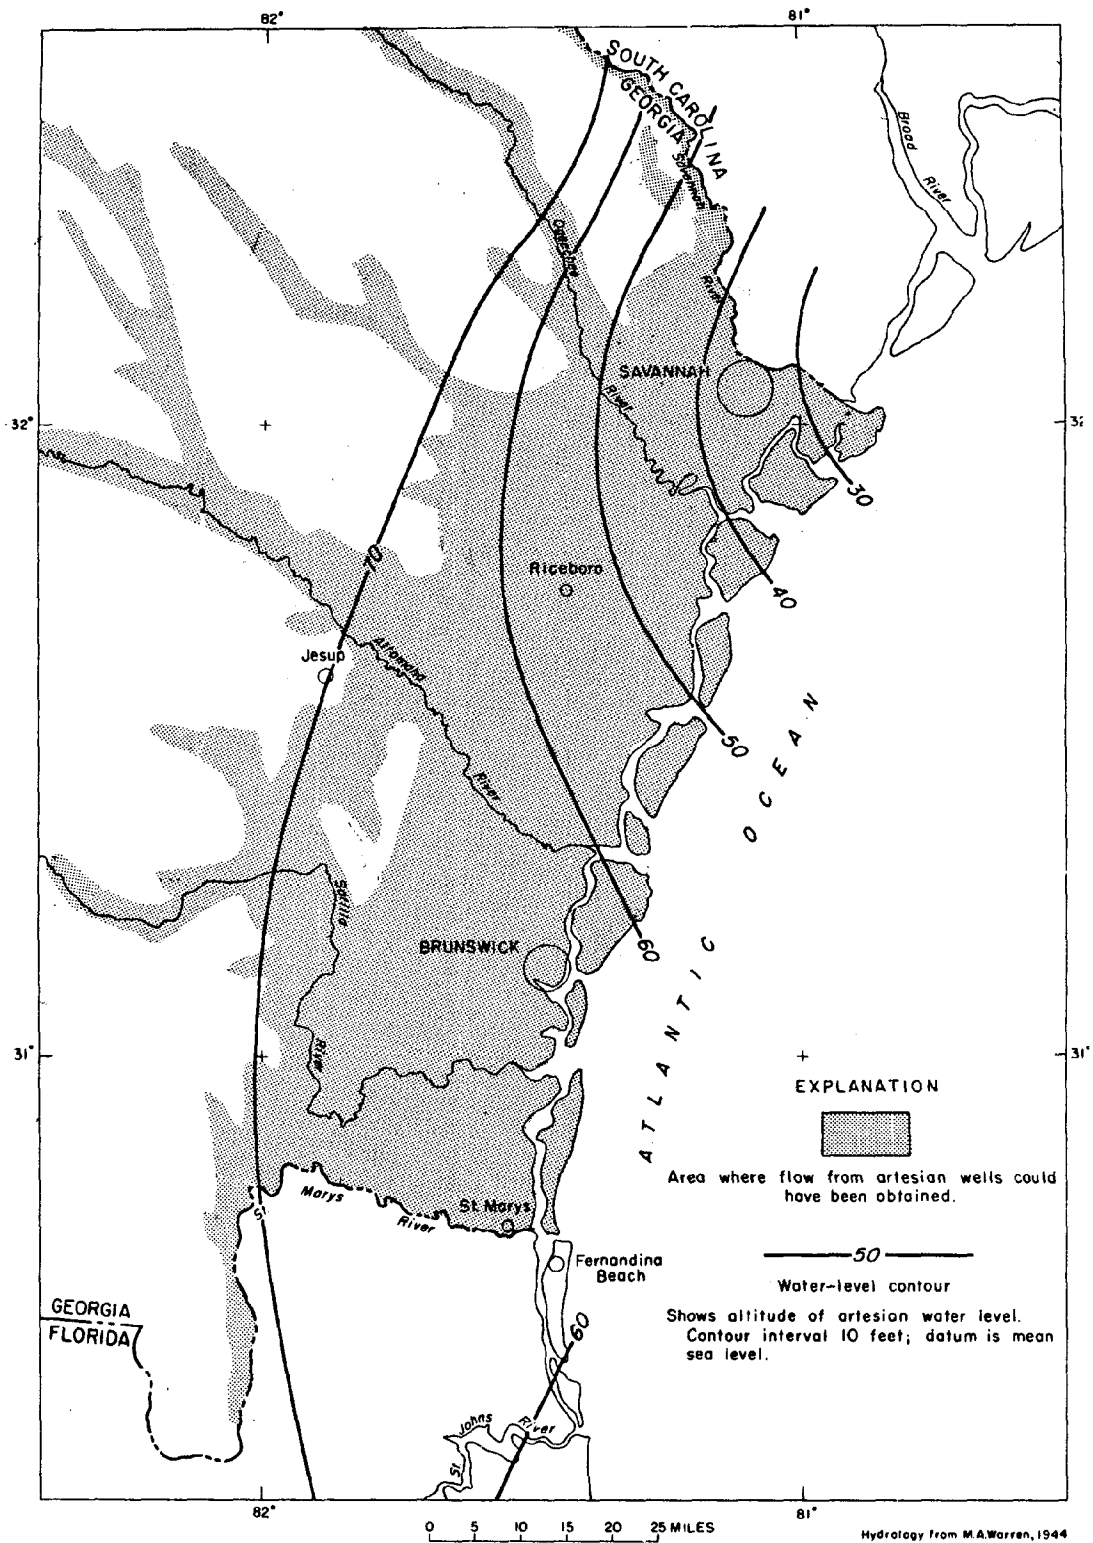 82°
81°
SOUTH CAROLINA
GEORGIA
Broad
River
Savannah
River
Ogeechee
River
SAVANNAH
32°
32
30
70
Riceboro
40
Jesup
Altamaha
River
50
OCEAN
Satilla
River
BRUNSWICK
60
ATLANTIC
31°
31°
EXPLANATION
Area where flow from artesian wells could
have been obtained.
St.
Marys
River
St. Marys
Fernandina
Beach
50
Water-level contour
Shows altitude of artesian water level.
Contour interval 10 feet; datum is mean
sea level.
GEORGIA
FLORIDA
60
St.
Johns
River
82°
81°
0 5 10 15 20 25 MILES
Hydrology from M.A.Warren, 1944